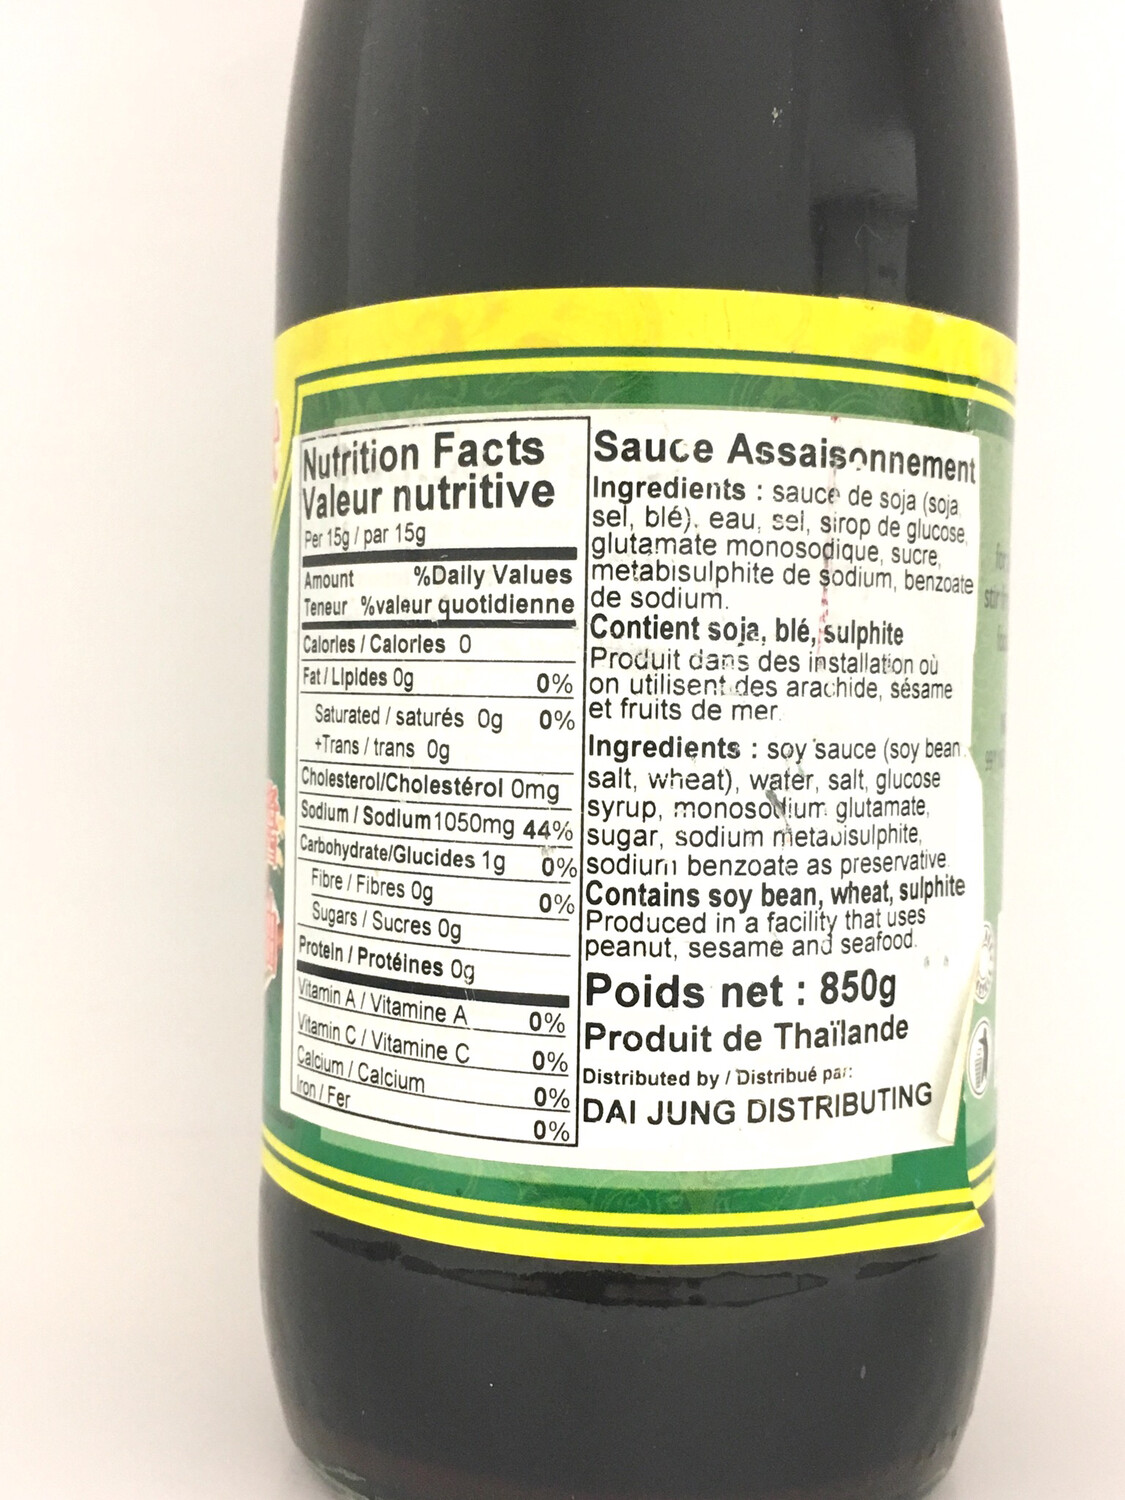 Nutrition Facts
Valeur nutritive
Per 15g / par 15g
Amount %Daily Values
Teneur %valeur quotidienne
Calories / Calories 0
Fat / Lipides 0g 0%
Saturated / saturés 0g 0%
+Trans / trans 0g
Cholesterol/Cholestérol 0mg
Sodium / Sodium 1050mg 44%
Carbohydrate/Glucides 1g 0%
Fibre / Fibres 0g 0%
Sugars / Sucres 0g
Protein / Protéines 0g
Vitamin A / Vitamine A 0%
Vitamin C / Vitamine C 0%
Calcium / Calcium 0%
Iron / Fer 0%
Sauce Assaisonnement
Ingredients : sauce de soja (soja,
sel, blé), eau, sel, sirop de glucose,
glutamate monosodique, sucre,
metabisulphite de sodium, benzoate
de sodium.
Contient soja, blé, sulphite
Produit dans des installation où
on utilisent des arachide, sésame
et fruits de mer.
Ingredients : soy sauce (soy bean,
salt, wheat), water, salt, glucose
syrup, monosodium glutamate,
sugar, sodium metabisulphite,
sodium benzoate as preservative.
Contains soy bean, wheat, sulphite
Produced in a facility that uses
peanut, sesame and seafood.
Poids net : 850g
Produit de Thaïlande
Distributed by / Distribué par:
DAI JUNG DISTRIBUTING